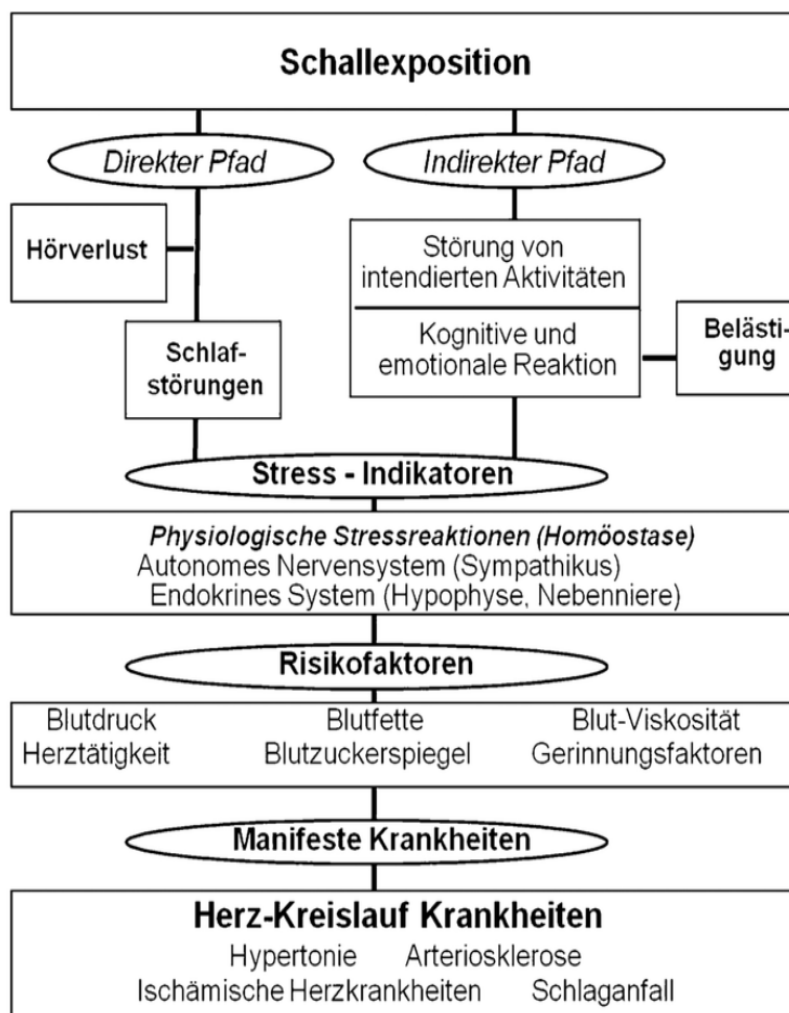 Schallexposition
Direkter Pfad
Indirekter Pfad
Hörverlust
Störung von
intendierten Aktivitäten
Kognitive und
emotionale Reaktion
Belästi-
gung
Schlaf-
störungen
Stress - Indikatoren
Physiologische Stressreaktionen (Homöostase)
Autonomes Nervensystem (Sympathikus)
Endokrines System (Hypophyse, Nebenniere)
Risikofaktoren
Blutdruck Blutfette Blut-Viskosität
Herztätigkeit Blutzuckerspiegel Gerinnungsfaktoren
Manifeste Krankheiten
Herz-Kreislauf Krankheiten
Hypertonie Arteriosklerose
Ischämische Herzkrankheiten Schlaganfall